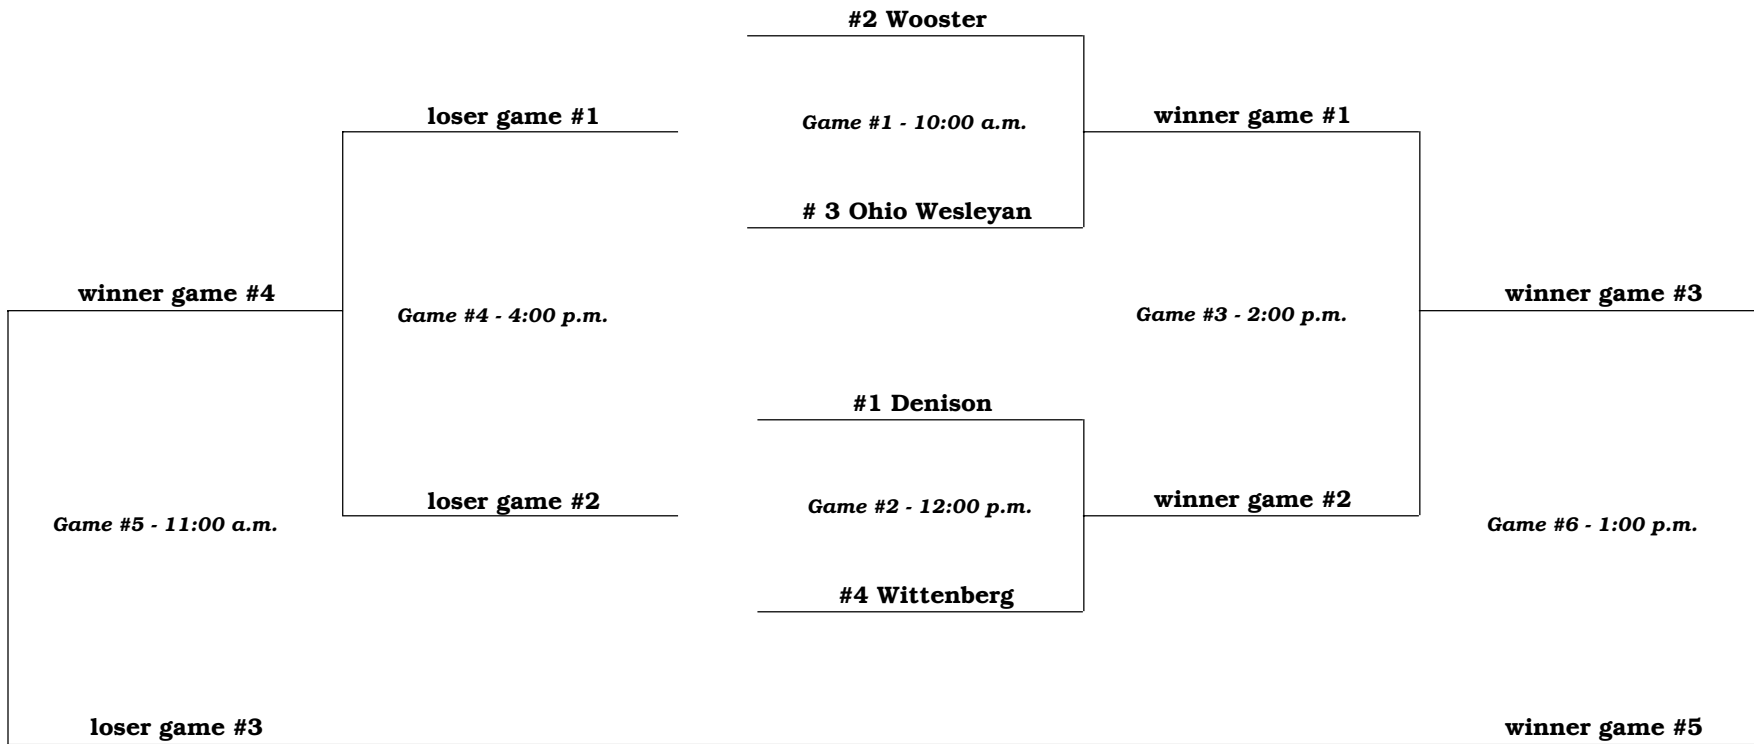 #2 Wooster
loser game #1
Game #1 - 10:00 a.m.
winner game #1
# 3 Ohio Wesleyan
winner game #4
Game #4 - 4:00 p.m.
Game #3 - 2:00 p.m.
winner game #3
#1 Denison
loser game #2
Game #2 - 12:00 p.m.
winner game #2
Game #5 - 11:00 a.m.
Game #6 - 1:00 p.m.
#4 Wittenberg
loser game #3
winner game #5